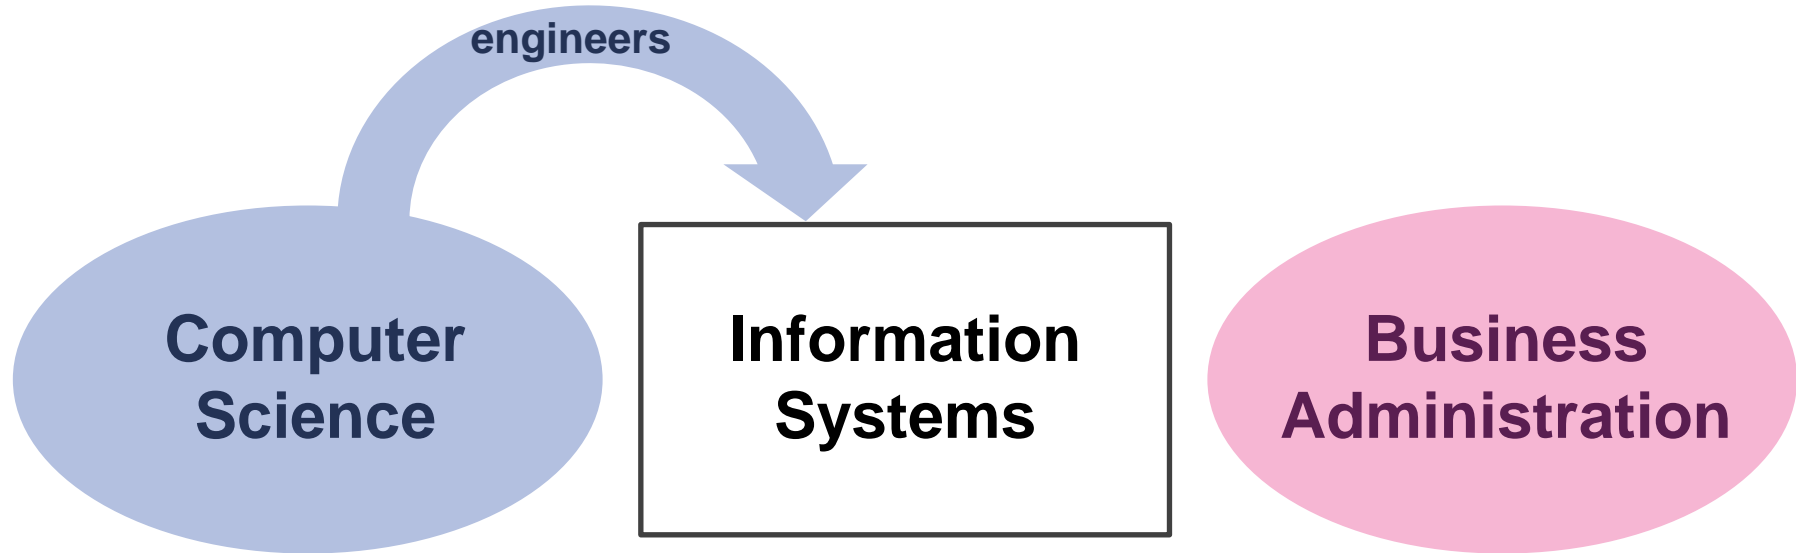 engineers
Computer
Science
Information
Systems
Business
Administration